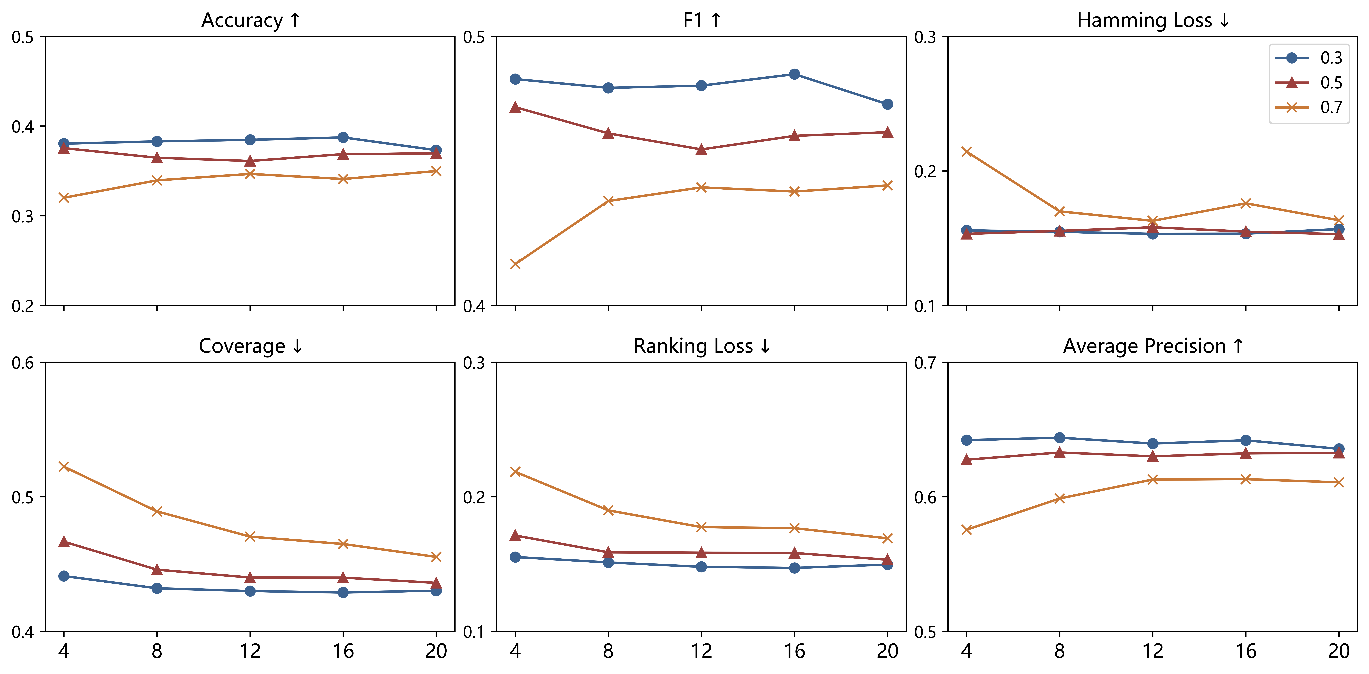 Accuracy ↑
0.5
0.4
0.3
0.2
F1 ↑
0.5
0.4
Hamming Loss ↓
0.3
0.2
0.1
0.3
0.5
0.7
Coverage ↓
0.6
0.5
0.4
4 8 12 16 20
Ranking Loss ↓
0.3
0.2
0.1
4 8 12 16 20
Average Precision ↑
0.7
0.6
0.5
4 8 12 16 20